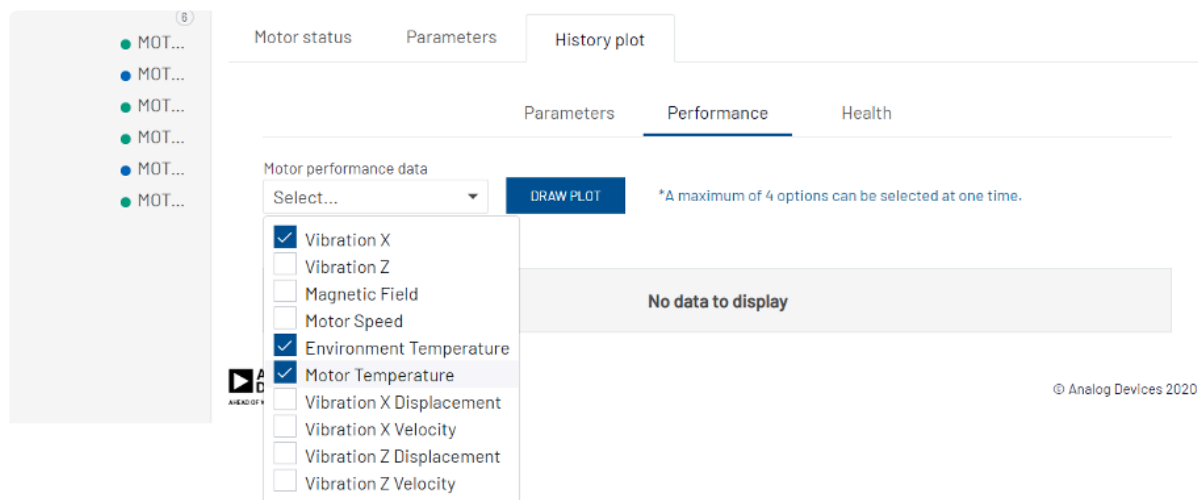 (6)
MOT...
MOT...
MOT...
MOT...
MOT...
MOT...
Motor status Parameters History plot
Parameters Performance Health
Motor performance data
Select... DRAW PLOT *A maximum of 4 options can be selected at one time.
Vibration X
Vibration Z
Magnetic Field
No data to display
Motor Speed
Environment Temperature
Motor Temperature
Vibration X Displacement
Vibration X Velocity
Vibration Z Displacement
Vibration Z Velocity
AHEAD OF
© Analog Devices 2020